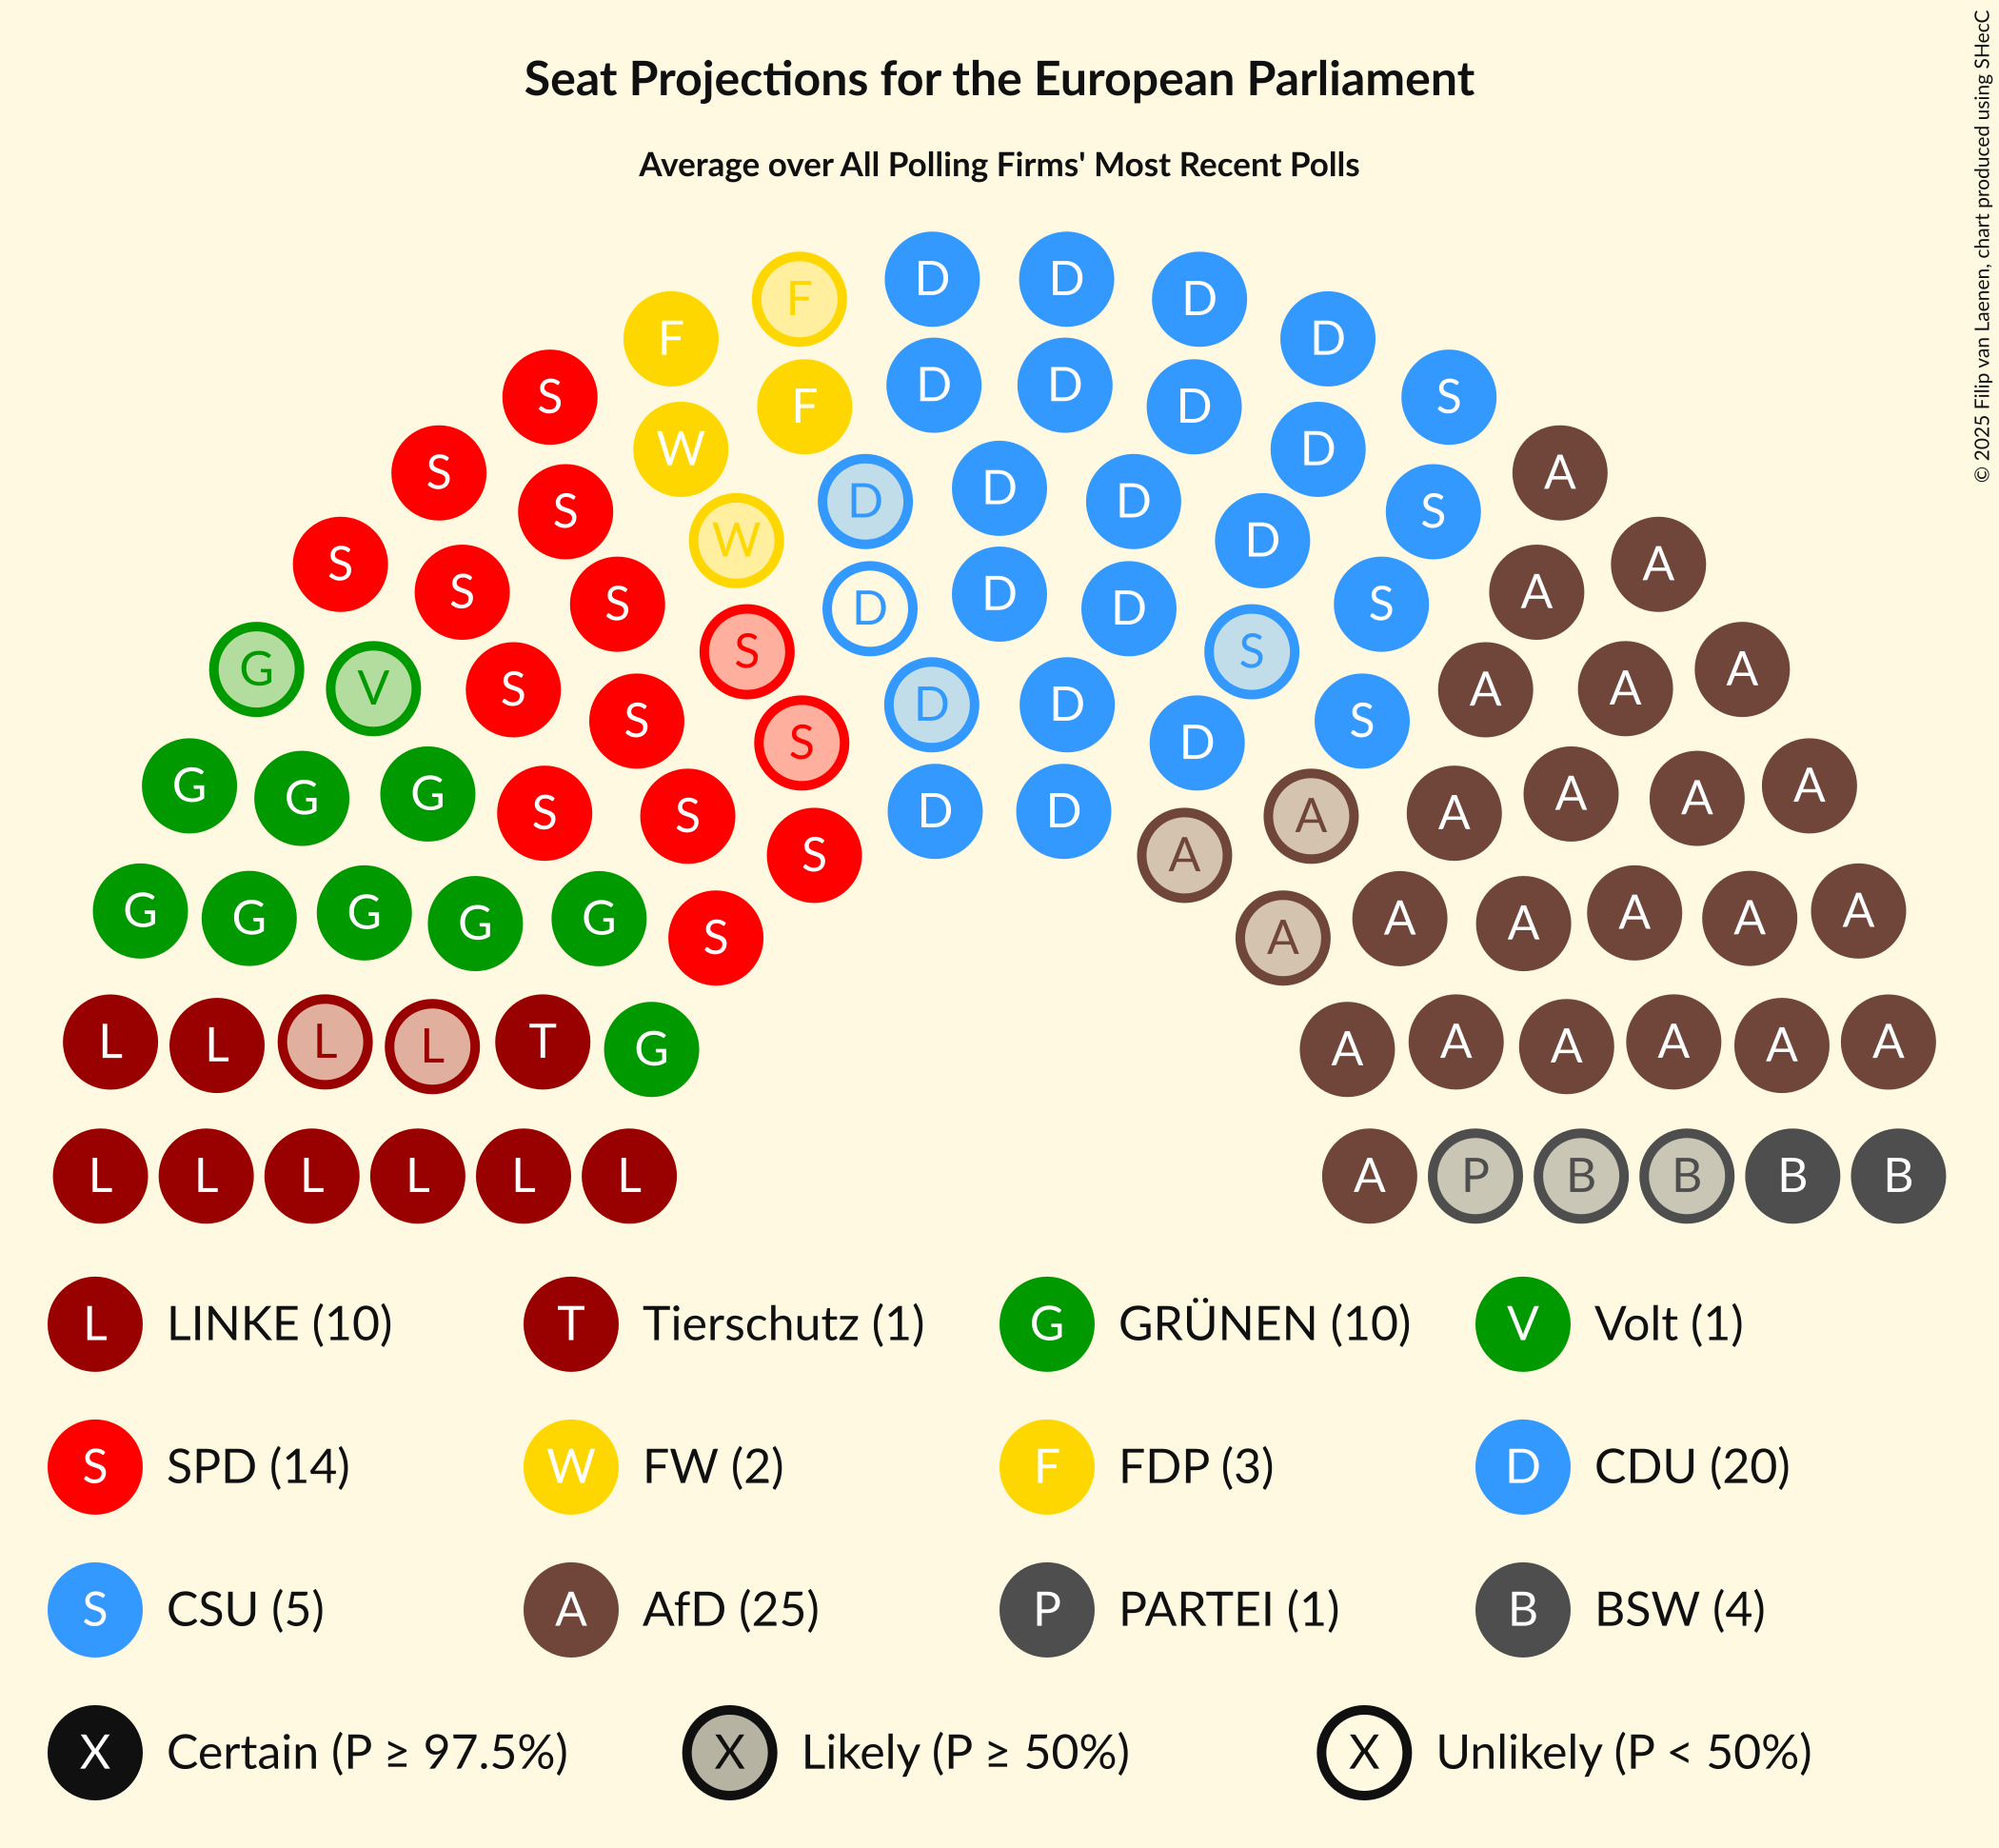 Seat Projections for the European Parliament
Average over All Polling Firms' Most Recent Polls
© 2025 Filip van Laenen, chart produced using SHecC
D D
F D
F D
D D
S S
F D
W D
S A
D
D D
S S
W D
S A
S D A
S D D S
S S
G A
V S A A
D D
S S
S D
G A
G G A A
S D D A
S A
S A
G G G G G A A A A A
S A
L L L L T G A A A A A A
L L L L L L A P B B B B
L LINKE (10) T Tierschutz (1) G GRÜNEN (10) V Volt (1)
S SPD (14) W FW (2) F FDP (3) D CDU (20)
S CSU (5) A AfD (25) P PARTEI (1) B BSW (4)
X Certain (P ≥ 97.5%) X Likely (P ≥ 50%) X Unlikely (P < 50%)